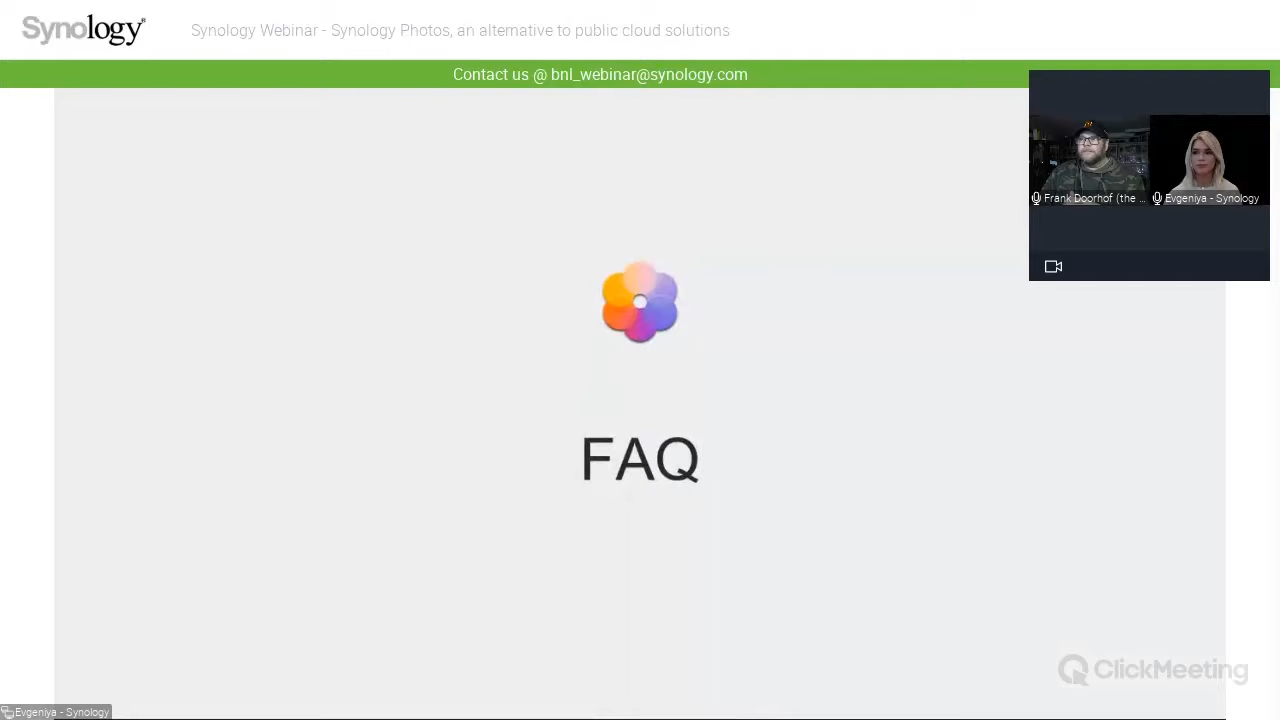 Synology®
Synology Webinar - Synology Photos, an alternative to public cloud solutions
Contact us @ bnl_webinar@synology.com
Frank Doorhof (the ...
Evgeniya - Synology
FAQ
ClickMeeting
Evgeniya - Synology